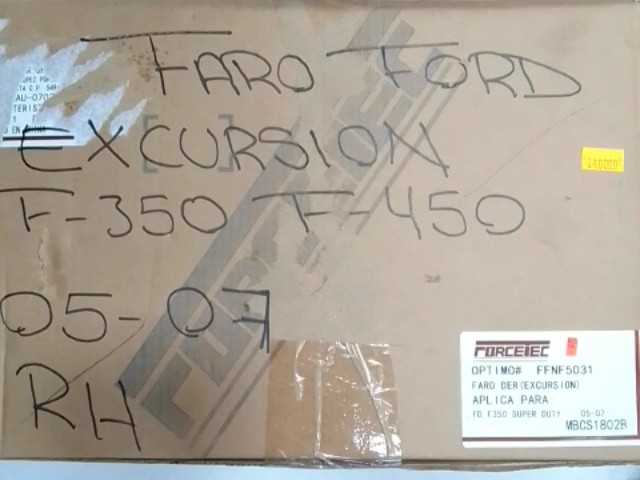 FARO FORD
EXCURSION
F-350 F-450
05-07
RH
FORCETEC
OPTIMO# FFNF5031
FARO DER(EXCURSION)
APLICA PARA:
FD F350 SUPER DUTY 05-07
MBCS1802R
FORCETEC